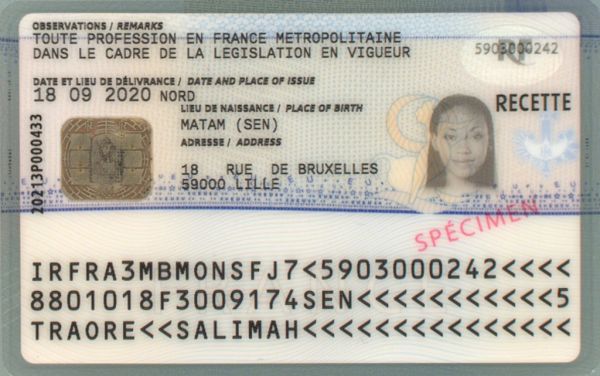 OBSERVATIONS / REMARKS
TOUTE PROFESSION EN FRANCE METROPOLITAINE
DANS LE CADRE DE LA LEGISLATION EN VIGUEUR
5903000242
RF
DATE ET LIEU DE DÉLIVRANCE / DATE AND PLACE OF ISSUE
18 09 2020 NORD
RECETTE
LIEU DE NAISSANCE / PLACE OF BIRTH
MATAM (SEN)
ADRESSE / ADDRESS
18 RUE DE BRUXELLES
59000 LILLE
20213P000433
SPÉCIMEN
IRFRA3MBMONSFJ7<5903000242<<<<
8801018F3009174SEN<<<<<<<<<<<5
TRAORE<<SALIMAH<<<<<<<<<<<<<<<